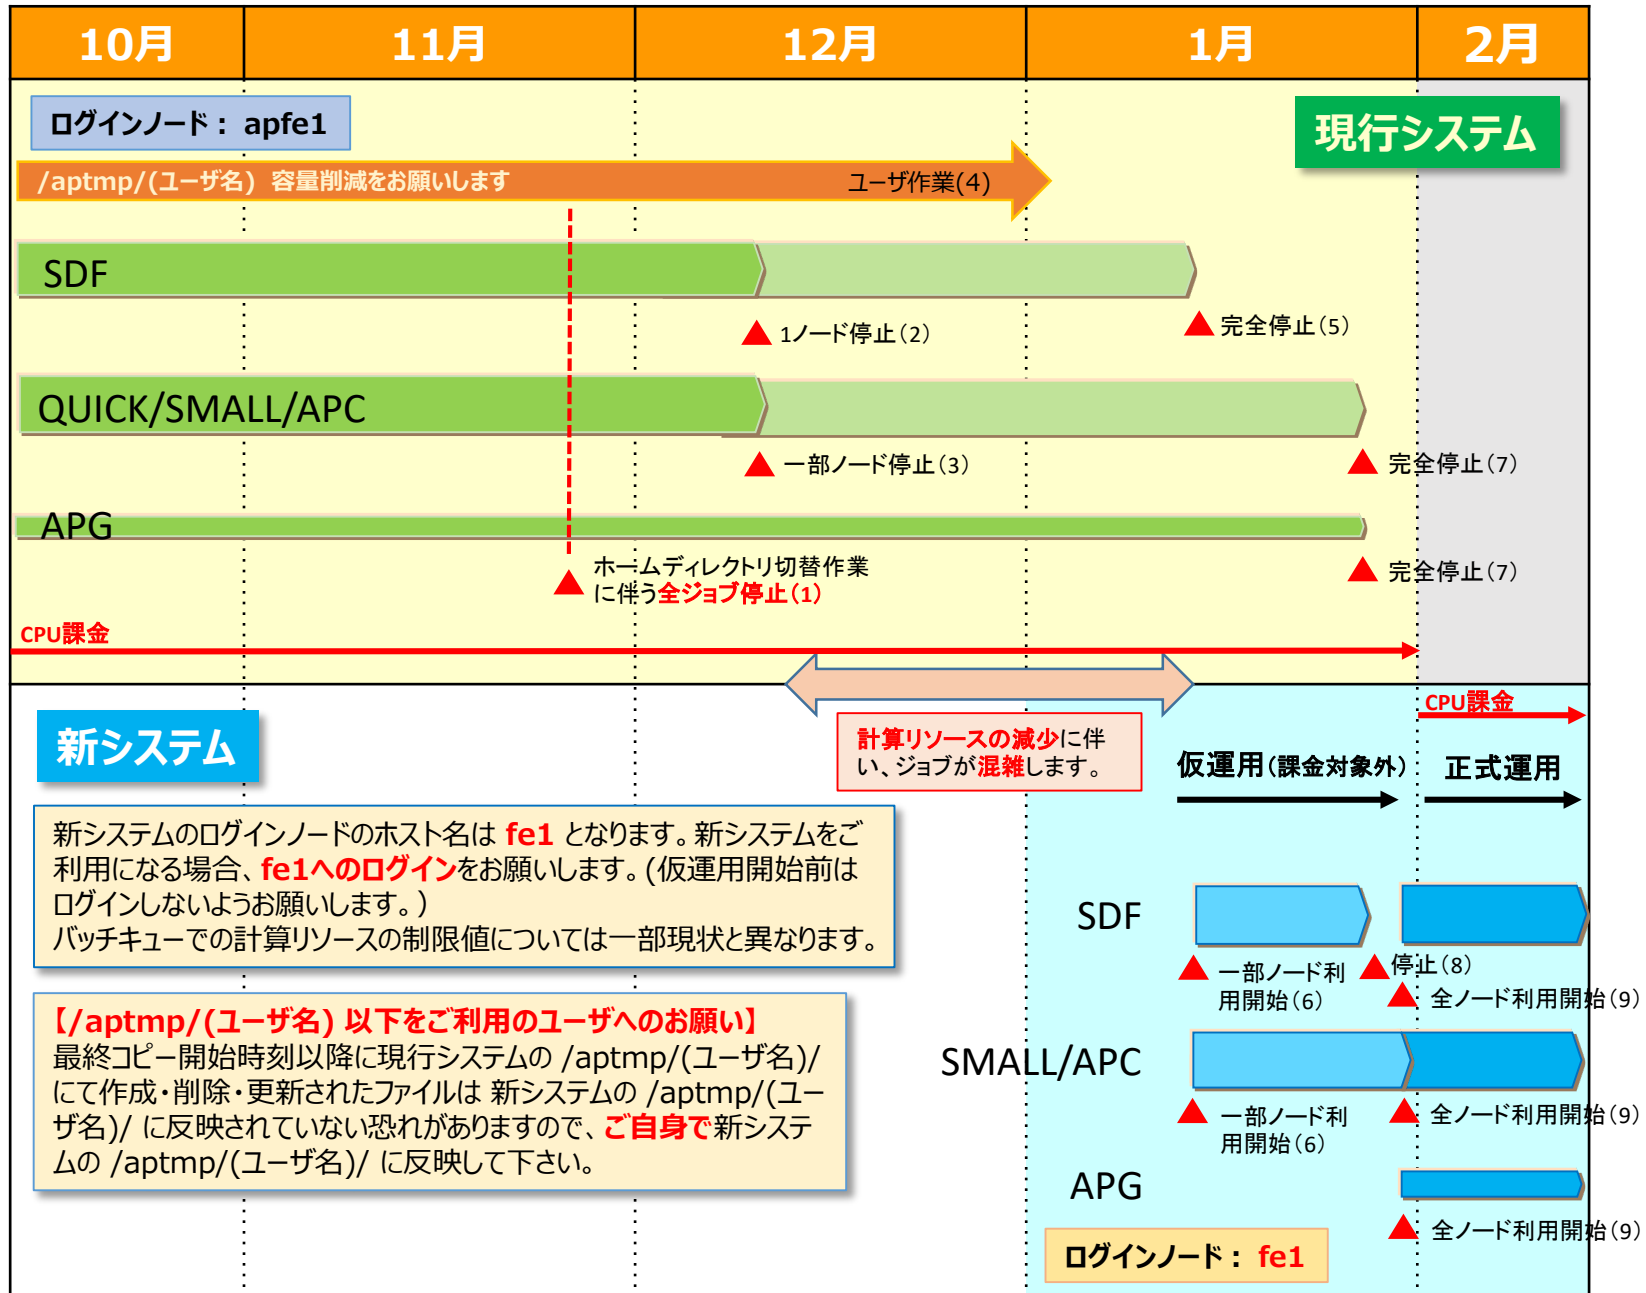 10月 11月 12月 1月 2月
ログインノード： apfe1
現行システム
/aptmp/(ユーザ名) 容量削減をお願いします
ユーザ作業(4)
SDF
1ノード停止(2)
完全停止(5)
QUICK/SMALL/APC
一部ノード停止(3)
完全停止(7)
APG
ホームディレクトリ切替作業
に伴う全ジョブ停止(1)
完全停止(7)
CPU課金
新システム
計算リソースの減少に伴
い、ジョブが混雑します。
CPU課金
仮運用(課金対象外)
正式運用
新システムのログインノードのホスト名は fe1 となります。新システムをご
利用になる場合、fe1へのログインをお願いします。(仮運用開始前は
ログインしないようお願いします。)
バッチキューでの計算リソースの制限値については一部現状と異なります。
SDF
一部ノード利
用開始(6)
停止(8)
全ノード利用開始(9)
【/aptmp/(ユーザ名) 以下をご利用のユーザへのお願い】
最終コピー開始時刻以降に現行システムの /aptmp/(ユーザ名)/
にて作成・削除・更新されたファイルは 新システムの /aptmp/(ユー
ザ名)/ に反映されていない恐れがありますので、ご自身で新システ
ムの /aptmp/(ユーザ名)/ に反映して下さい。
SMALL/APC
一部ノード利
用開始(6)
全ノード利用開始(9)
APG
全ノード利用開始(9)
ログインノード： fe1